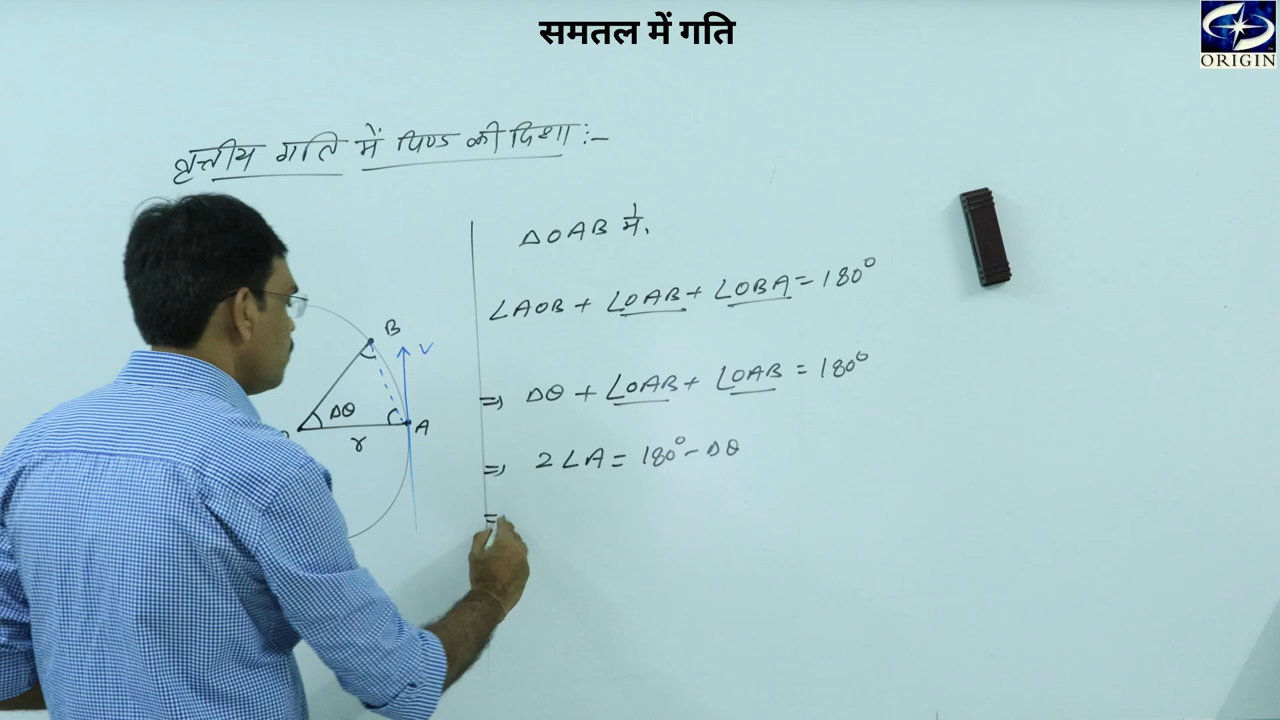 समतल में गति
ORIGIN
वृत्तीय गति में पिण्ड की दिशा :-
B
V
Δθ
A
r
ΔOAB में,
∠AOB + ∠OAB + ∠OBA = 180°
⇒ Δθ + ∠OAB + ∠OAB = 180°
⇒ 2∠A = 180° - Δθ
=